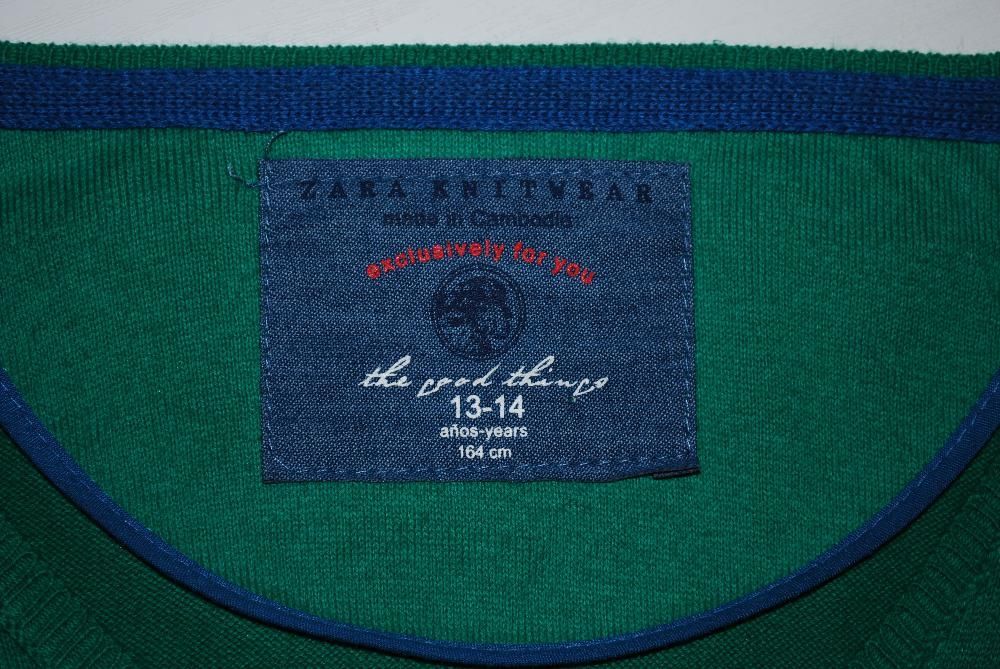 ZARA KNITWEAR
made in Cambodia
exclusively for you
the good things
13-14
años-years
164 cm